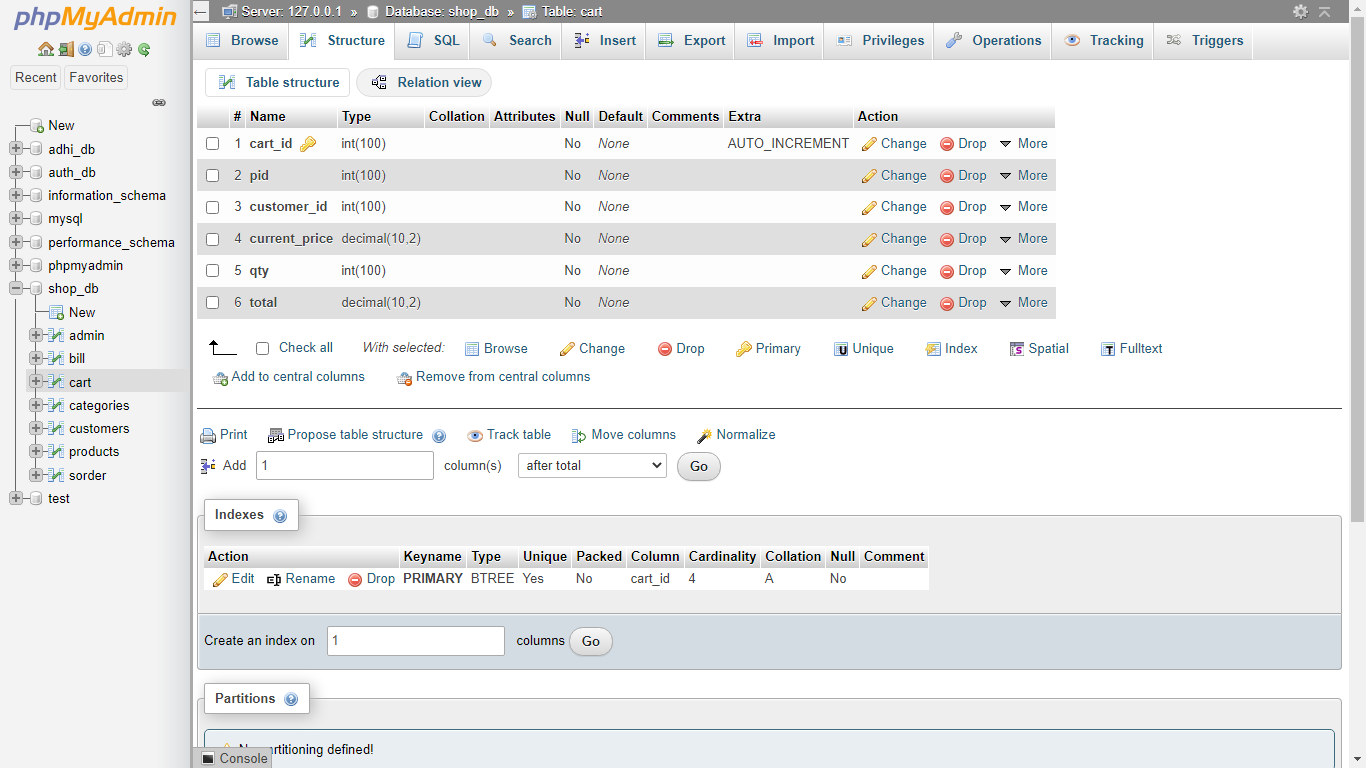 phpMyAdmin
Recent Favorites
New
adhi_db
auth_db
information_schema
mysql
performance_schema
phpmyadmin
shop_db
New
admin
bill
cart
categories
customers
products
sorder
test
Server: 127.0.0.1 » Database: shop_db » Table: cart
Browse Structure SQL Search Insert Export Import Privileges Operations Tracking Triggers
Table structure Relation view
# Name Type Collation Attributes Null Default Comments Extra Action
1 cart_id int(100) No None AUTO_INCREMENT Change Drop More
2 pid int(100) No None Change Drop More
3 customer_id int(100) No None Change Drop More
4 current_price decimal(10,2) No None Change Drop More
5 qty int(100) No None Change Drop More
6 total decimal(10,2) No None Change Drop More
Check all With selected: Browse Change Drop Primary Unique Index Spatial Fulltext
Add to central columns Remove from central columns
Print Propose table structure Track table Move columns Normalize
Add 1 column(s) after total Go
Indexes
Action Keyname Type Unique Packed Column Cardinality Collation Null Comment
Edit Rename Drop PRIMARY BTREE Yes No cart_id 4 A No
Create an index on 1 columns Go
Partitions
partitioning defined!
Console